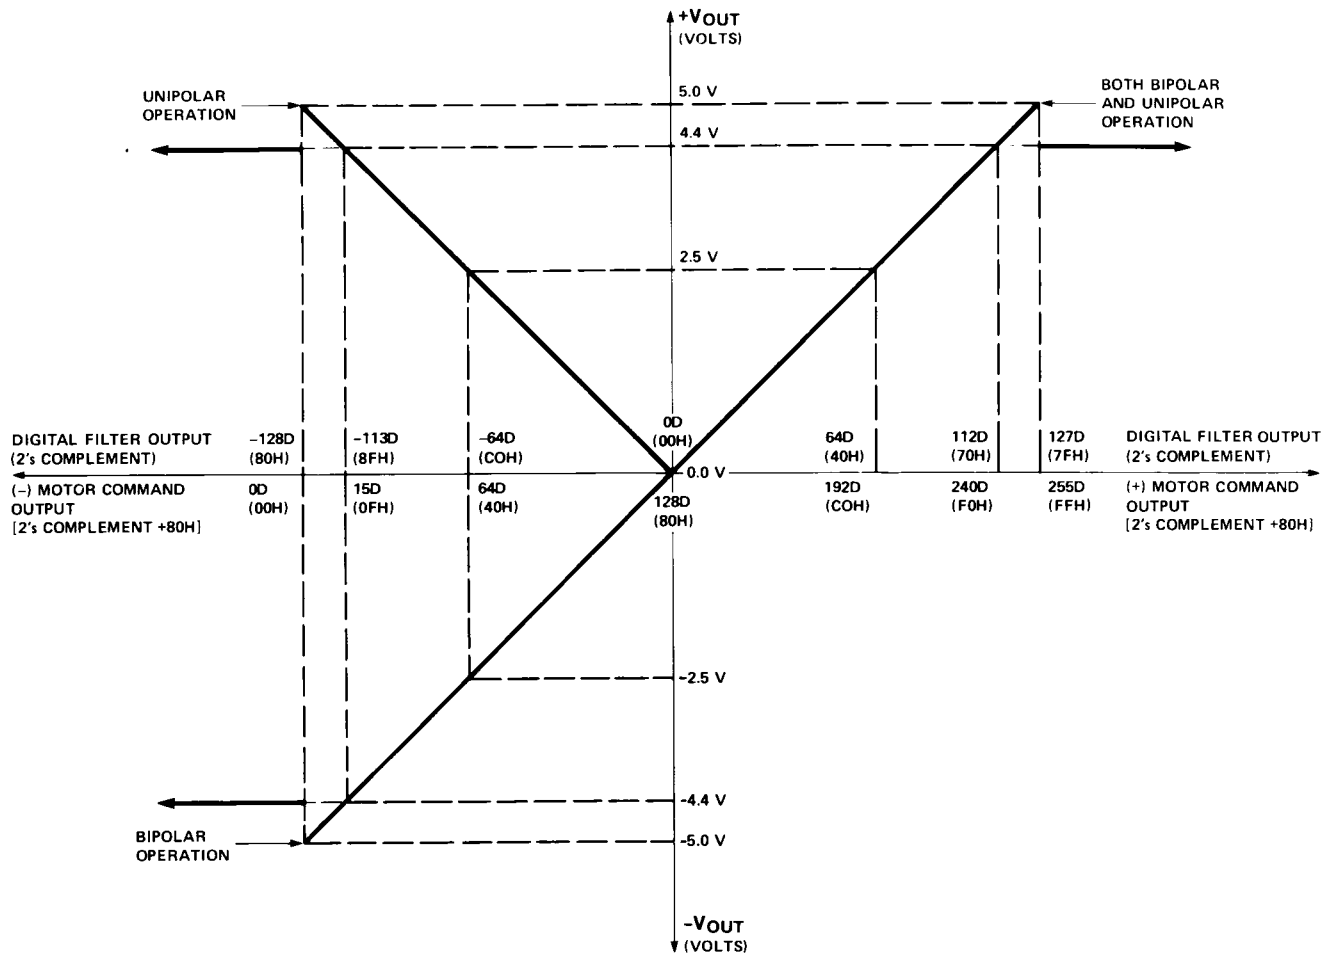 +VOUT
(VOLTS)
UNIPOLAR
OPERATION
5.0 V
BOTH BIPOLAR
AND UNIPOLAR
OPERATION
4.4 V
2.5 V
DIGITAL FILTER OUTPUT
(2's COMPLEMENT)
-128D
(80H)
-113D
(8FH)
-64D
(COH)
0D
(00H)
64D
(40H)
112D
(70H)
127D
(7FH)
DIGITAL FILTER OUTPUT
(2's COMPLEMENT)
0.0 V
(-) MOTOR COMMAND
OUTPUT
[2's COMPLEMENT +80H]
0D
(00H)
15D
(0FH)
64D
(40H)
128D
(80H)
192D
(COH)
240D
(F0H)
255D
(FFH)
(+) MOTOR COMMAND
OUTPUT
[2's COMPLEMENT +80H]
-2.5 V
-4.4 V
BIPOLAR
OPERATION
-5.0 V
-VOUT
(VOLTS)